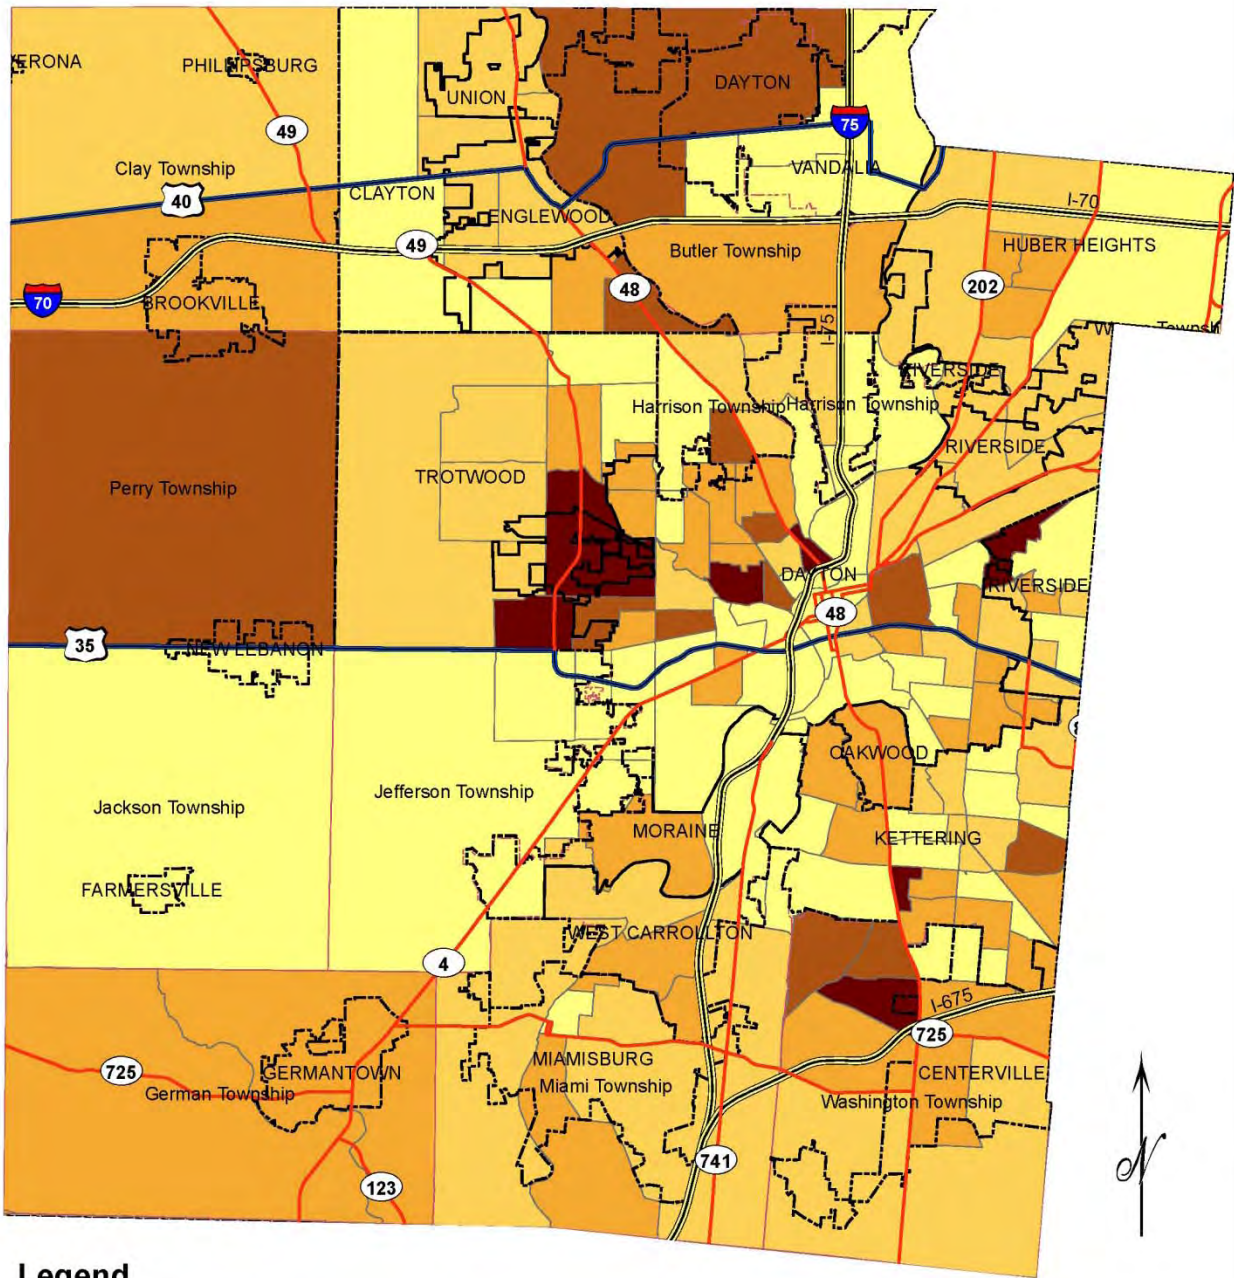 ERONA
PHILLIPSBURG
UNION
DAYTON
49
75
Clay Township
VANDALIA
40
CLAYTON
I-70
ENGLEWOOD
49
Butler Township
HUBER HEIGHTS
48
202
70
BROOKVILLE
I-75
RIVERSIDE
Harrison Township
Harrison Township
RIVERSIDE
TROTWOOD
Perry Township
DAYTON
RIVERSIDE
48
35
NEW LEBANON
OAKWOOD
Jefferson Township
Jackson Township
MORAINE
KETTERING
FARMERSVILLE
WEST CARROLLTON
4
I-675
725
MIAMISBURG
725
GERMANTOWN
CENTERVILLE
German Township
Miami Township
Washington Township
741
123
N
Legend